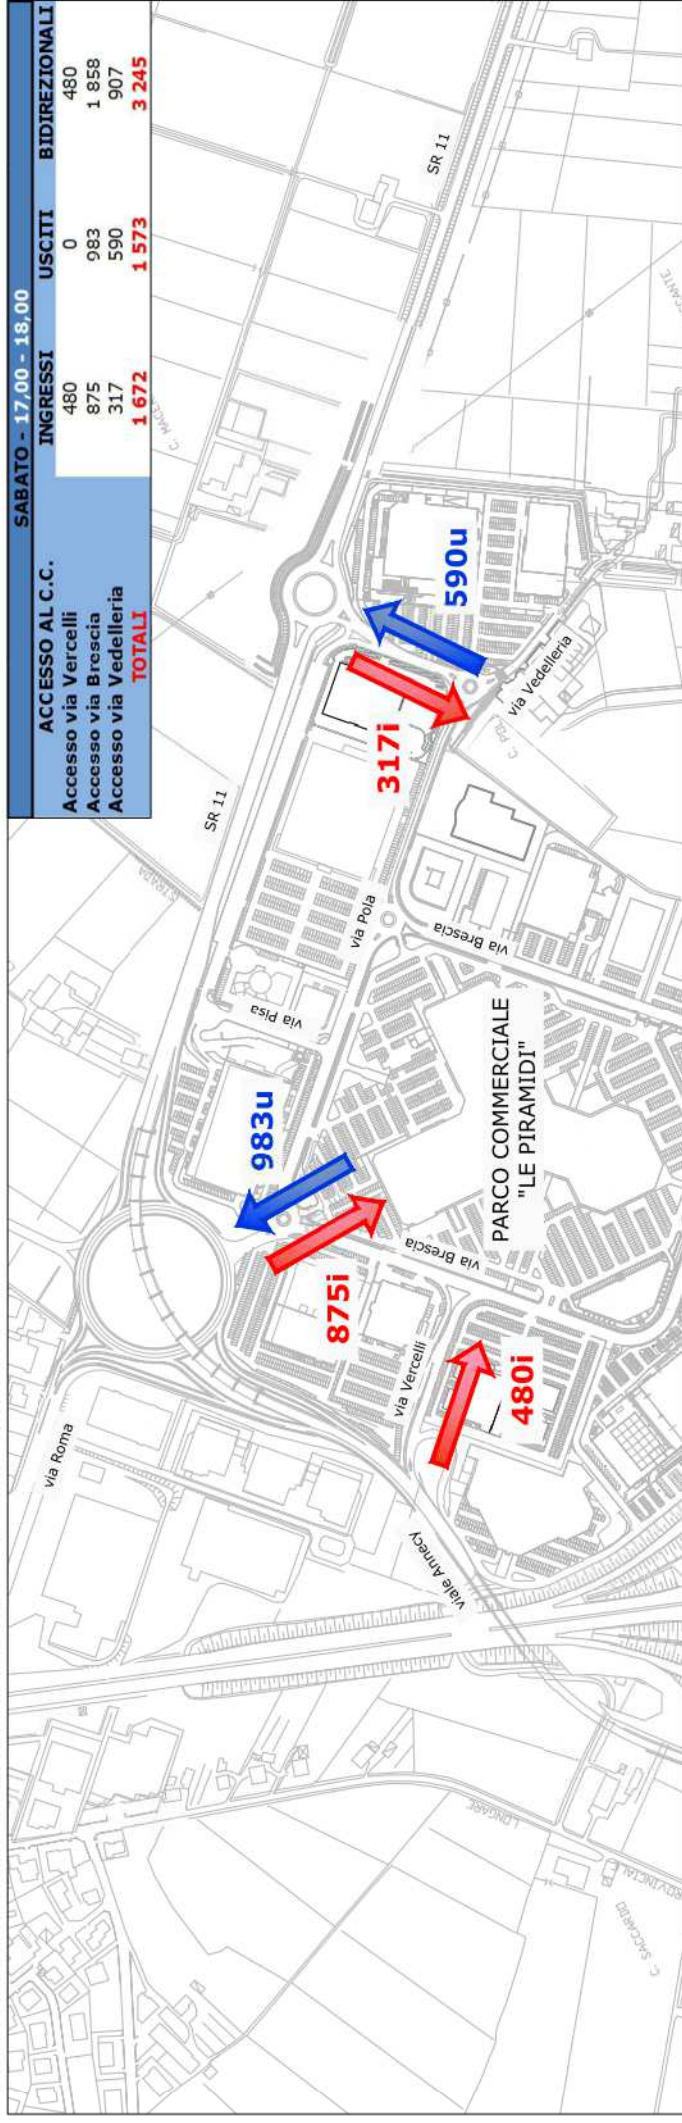 SABATO - 17,00 - 18,00
ACCESSO AL C.C. INGRESSI USCITI BIDIREZIONALI
Accesso via Vercelli 480 0 480
Accesso via Brescia 875 983 1 858
Accesso via Vedelleria 317 590 907
TOTALI 1 672 1 573 3 245
SR 11
SR 11
STRADA
via Roma
via Pisa
via Pola
983u
875i
317i
590u
via Vedelleria
via Brescia
via Brescia
via Vercelli
480i
viale Annecy
PARCO COMMERCIALE
"LE PIRAMIDI"
LONGARE
C. SACCARDO